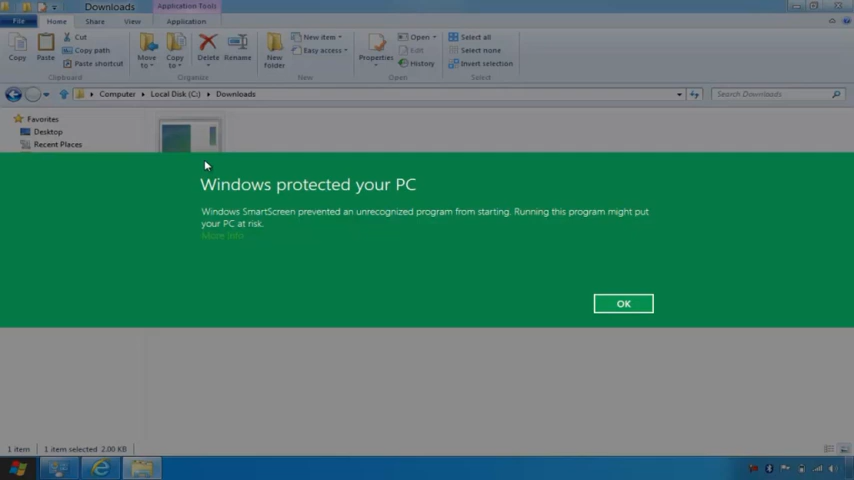 Downloads
Application Tools
File
Home
Share
View
Application
Copy
Paste
Cut
Copy path
Paste shortcut
Clipboard
Move to
Copy to
Delete
Rename
Organize
New folder
New item
Easy access
New
Properties
Open
Edit
History
Open
Select all
Select none
Invert selection
Select
Computer
Local Disk (C:)
Downloads
Search Downloads
Favorites
Desktop
Recent Places
Windows protected your PC
Windows SmartScreen prevented an unrecognized program from starting. Running this program might put
your PC at risk.
More info
OK
1 item
1 item selected 2.00 KB